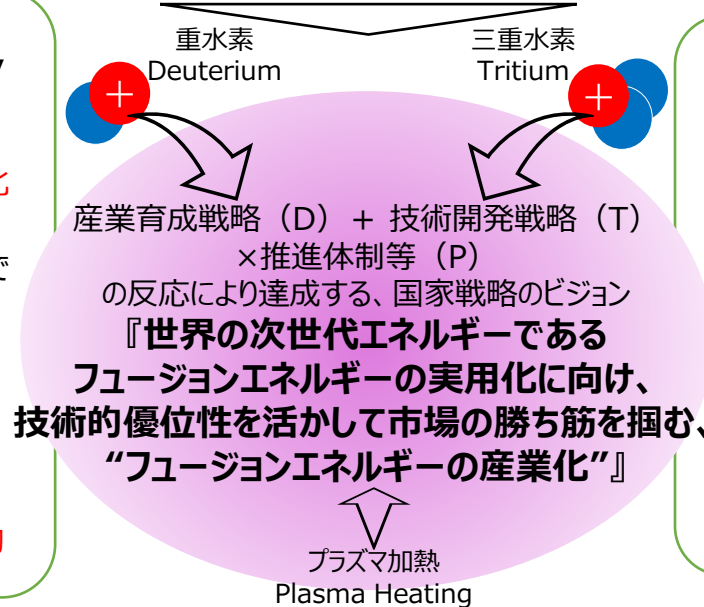 重水素
Deuterium
三重水素
Tritium
+
+
産業育成戦略（D）+ 技術開発戦略（T）
×推進体制等（P）
の反応により達成する、国家戦略のビジョン
『世界の次世代エネルギーである
フュージョンエネルギーの実用化に向け、
技術的優位性を活かして市場の勝ち筋を掴む、
“フュージョンエネルギーの産業化”』
プラズマ加熱
Plasma Heating
で